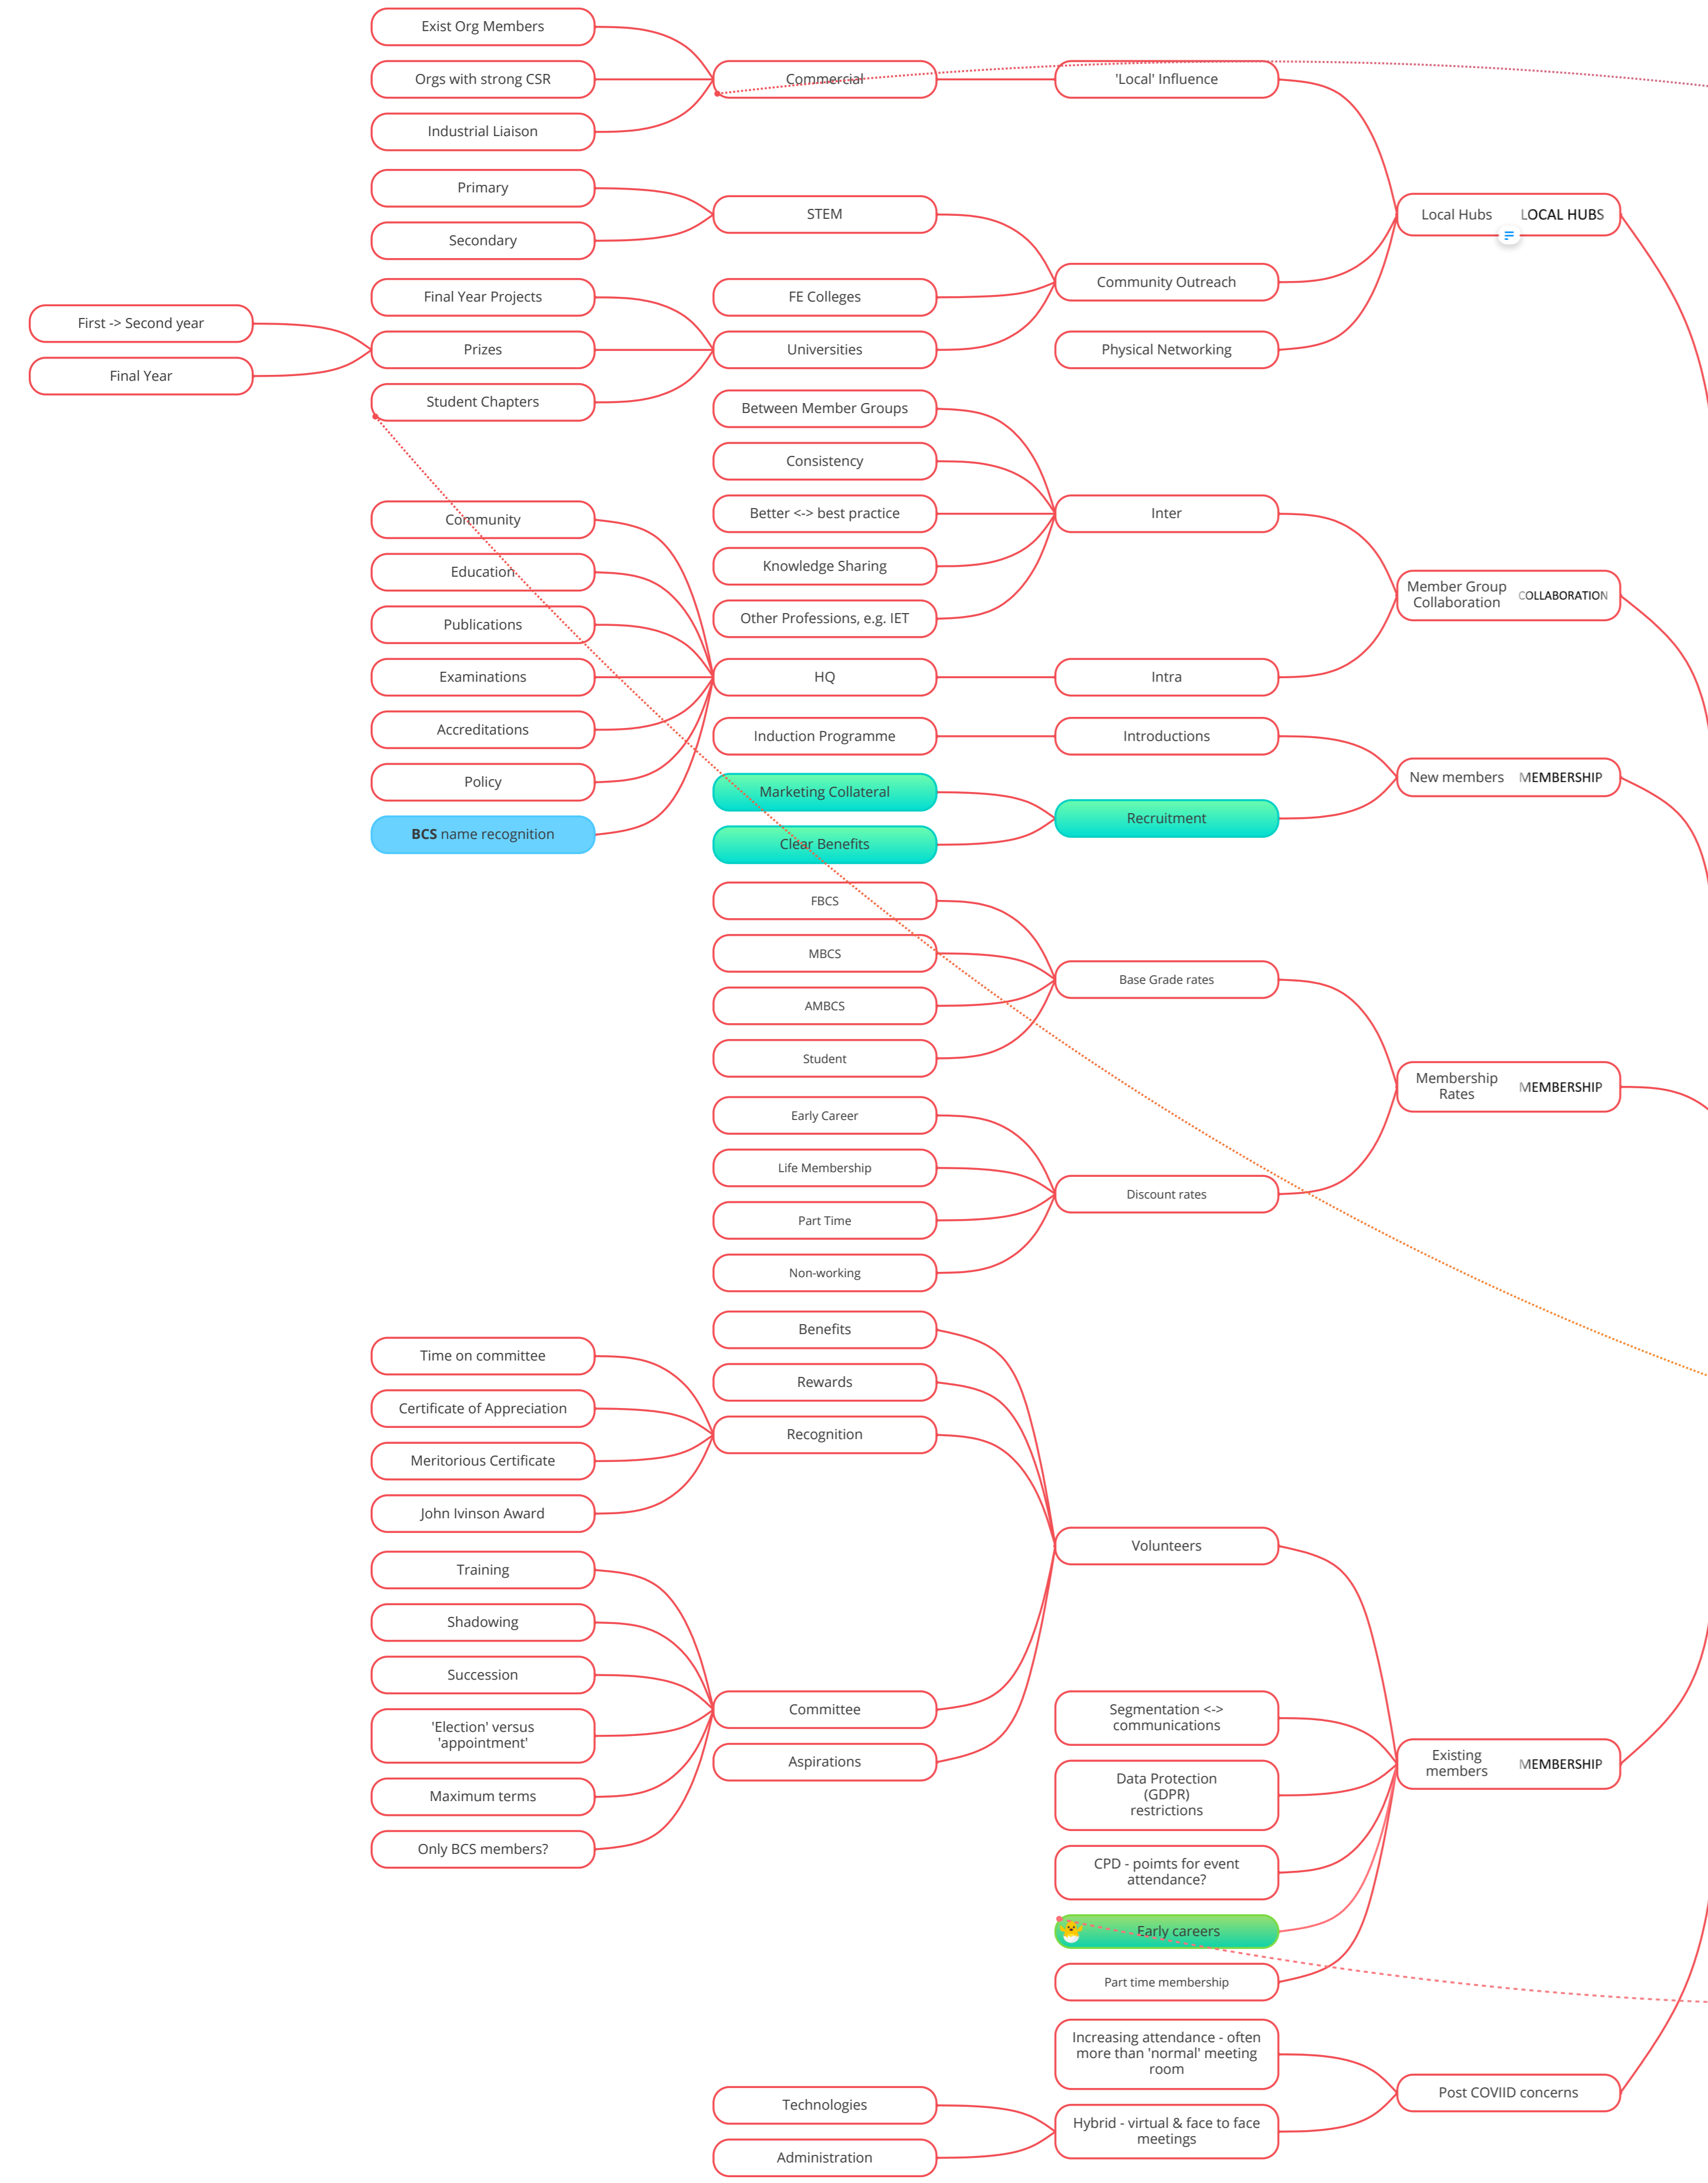 Exist Org Members
Orgs with strong CSR
Commercial
'Local' Influence
Industrial Liaison
Primary
STEM
Secondary
Local Hubs LOCAL HUBS
Final Year Projects
FE Colleges
Community Outreach
First -> Second year
Prizes
Universities
Physical Networking
Final Year
Student Chapters
Between Member Groups
Consistency
Better <-> best practice
Inter
Knowledge Sharing
Other Professions, e.g. IET
Member Group
Collaboration
COLLABORATION
Community
Education
Publications
Examinations
HQ
Intra
Accreditations
Policy
BCS name recognition
Induction Programme
Introductions
New members MEMBERSHIP
Marketing Collateral
Recruitment
Clear Benefits
FBCS
MBCS
Base Grade rates
AMBCS
Student
Membership
Rates
MEMBERSHIP
Early Career
Life Membership
Discount rates
Part Time
Non-working
Benefits
Rewards
Time on committee
Certificate of Appreciation
Recognition
Meritorious Certificate
John Ivinson Award
Volunteers
Training
Shadowing
Succession
'Election' versus
'appointment'
Committee
Maximum terms
Aspirations
Only BCS members?
Segmentation <->
communications
Existing
members
MEMBERSHIP
Data Protection
(GDPR)
restrictions
CPD - poimts for event
attendance?
Early careers
Part time membership
Increasing attendance - often
more than 'normal' meeting
room
Post COVIID concerns
Technologies
Hybrid - virtual & face to face
meetings
Administration